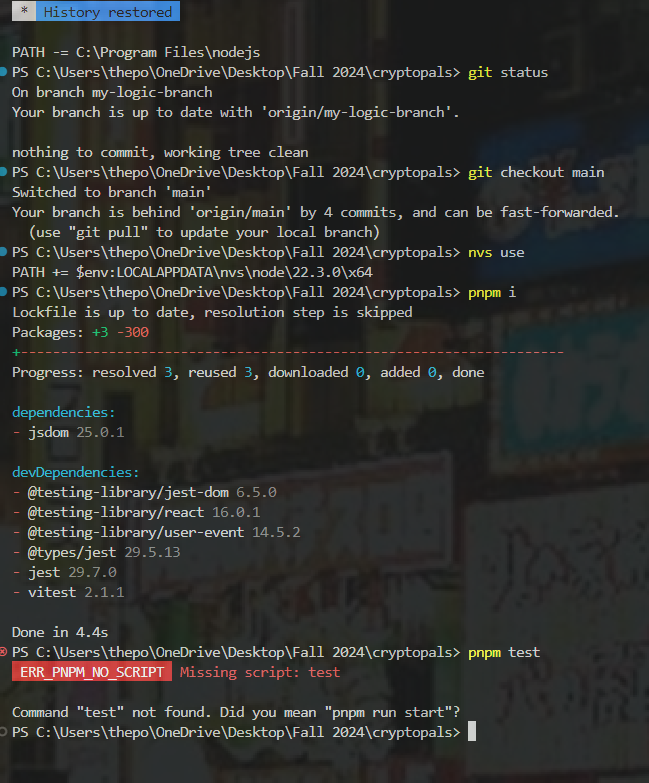 * History restored
PATH -= C:\Program Files\nodejs
PS C:\Users\thepo\OneDrive\Desktop\Fall 2024\cryptopals> git status
On branch my-logic-branch
Your branch is up to date with 'origin/my-logic-branch'.
nothing to commit, working tree clean
PS C:\Users\thepo\OneDrive\Desktop\Fall 2024\cryptopals> git checkout main
Switched to branch 'main'
Your branch is behind 'origin/main' by 4 commits, and can be fast-forwarded.
(use "git pull" to update your local branch)
PS C:\Users\thepo\OneDrive\Desktop\Fall 2024\cryptopals> nvs use
PATH += $env:LOCALAPPDATA\nvs\node\22.3.0\x64
PS C:\Users\thepo\OneDrive\Desktop\Fall 2024\cryptopals> pnpm i
Lockfile is up to date, resolution step is skipped
Packages: +3 -300
+----------------------------------------------------------------------
Progress: resolved 3, reused 3, downloaded 0, added 0, done
dependencies:
- jsdom 25.0.1
devDependencies:
- @testing-library/jest-dom 6.5.0
- @testing-library/react 16.0.1
- @testing-library/user-event 14.5.2
- @types/jest 29.5.13
- jest 29.7.0
- vitest 2.1.1
Done in 4.4s
PS C:\Users\thepo\OneDrive\Desktop\Fall 2024\cryptopals> pnpm test
ERR_PNPM_NO_SCRIPT Missing script: test
Command "test" not found. Did you mean "pnpm run start"?
PS C:\Users\thepo\OneDrive\Desktop\Fall 2024\cryptopals>